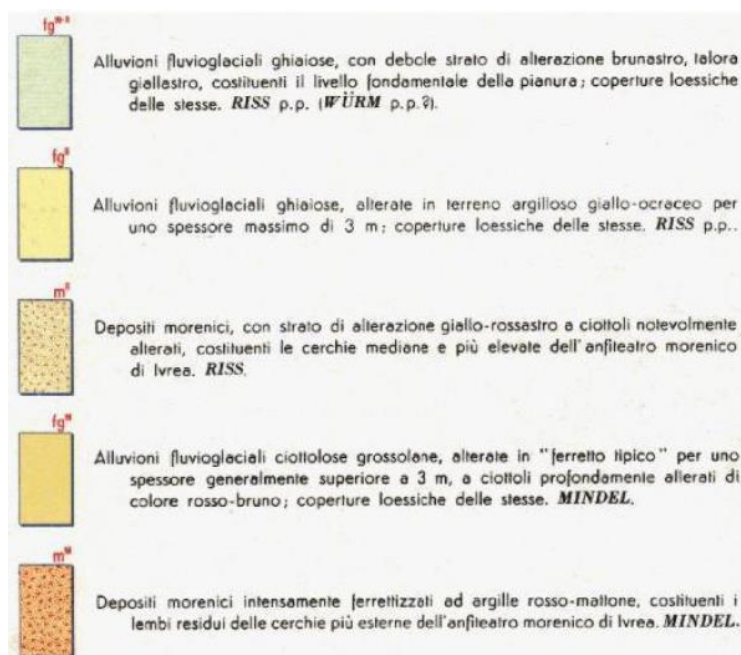 fgʷ⁻ᴿ
Alluvioni fluvioglaciali ghiaiose, con debole strato di alterazione brunastro, talora
giallastro, costituenti il livello fondamentale della pianura; coperture loessiche
delle stesse. RISS p.p. (WÜRM p.p.?).
fgᴿ
Alluvioni fluvioglaciali ghiaiose, alterate in terreno argilloso giallo-ocraceo per
uno spessore massimo di 3 m; coperture loessiche delle stesse. RISS p.p..
mᴿ
Depositi morenici, con strato di alterazione giallo-rossastro a ciottoli notevolmente
alterati, costituenti le cerchie mediane e più elevate dell'anfiteatro morenico
di Ivrea. RISS.
fgᴹ
Alluvioni fluvioglaciali ciottolose grossolane, alterate in "ferretto tipico" per uno
spessore generalmente superiore a 3 m, a ciottoli profondamente alterati di
colore rosso-bruno; coperture loessiche delle stesse. MINDEL.
mᴹ
Depositi morenici intensamente ferrettizzati ad argille rosso-mattone, costituenti i
lembi residui delle cerchie più esterne dell'anfiteatro morenico di Ivrea. MINDEL.